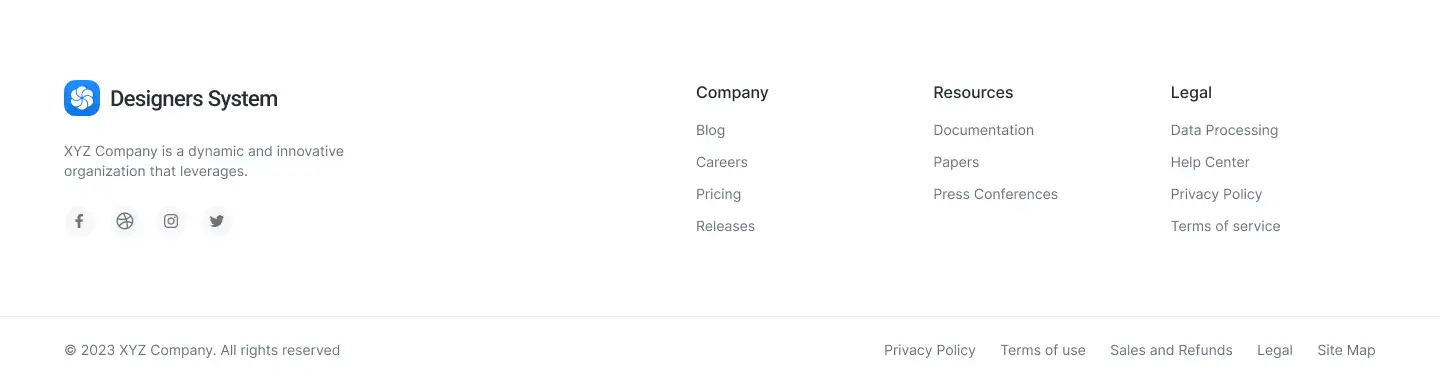 Designers System
XYZ Company is a dynamic and innovative
organization that leverages.
Company
Blog
Careers
Pricing
Releases
Resources
Documentation
Papers
Press Conferences
Legal
Data Processing
Help Center
Privacy Policy
Terms of service
© 2023 XYZ Company. All rights reserved
Privacy Policy Terms of use Sales and Refunds Legal Site Map